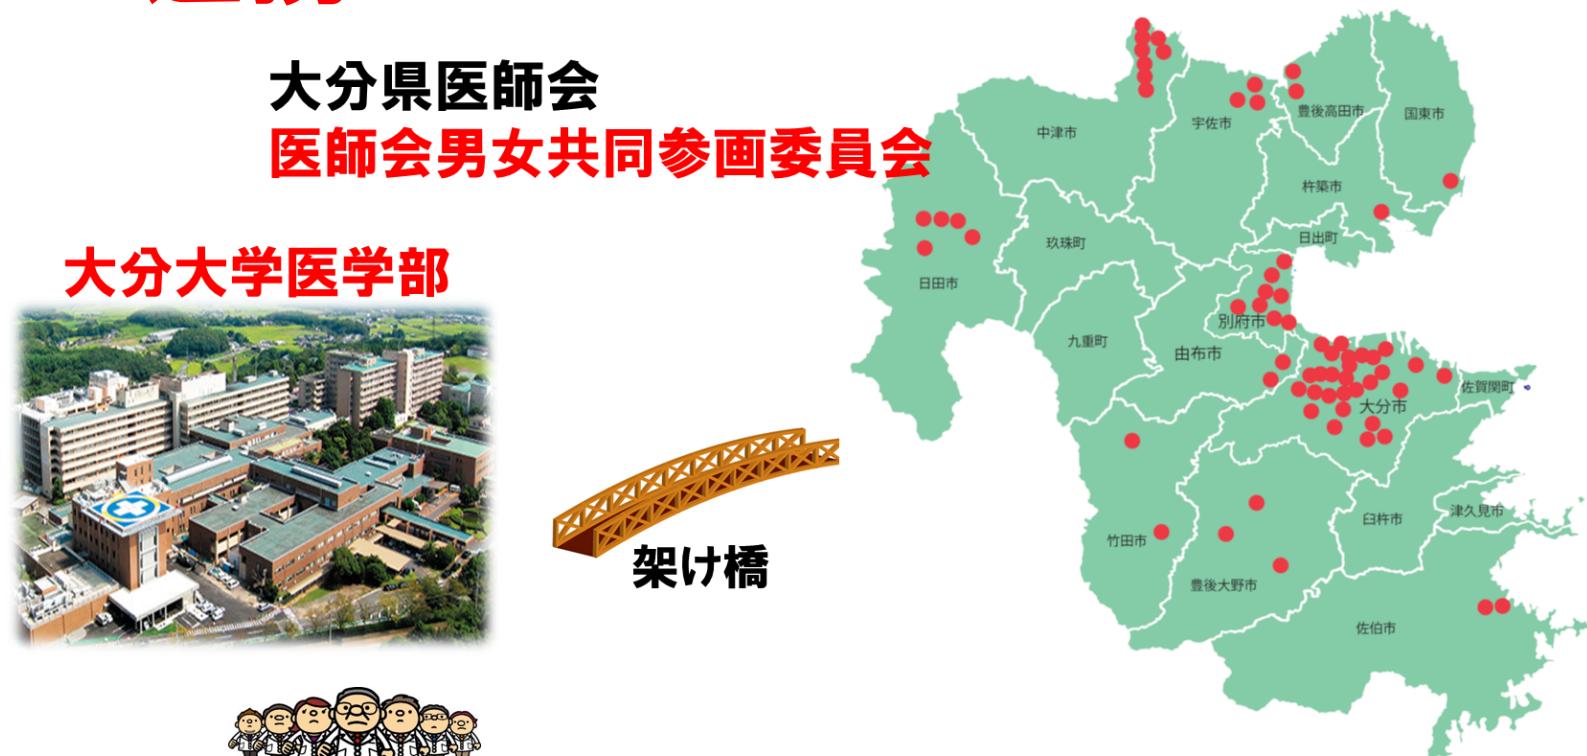 大分県医師会
医師会男女共同参画委員会
大分大学医学部
架け橋
中津市
宇佐市
豊後高田市
国東市
杵築市
日出町
玖珠町
日田市
別府市
九重町
由布市
大分市
佐賀関町
竹田市
臼杵市
津久見市
豊後大野市
佐伯市